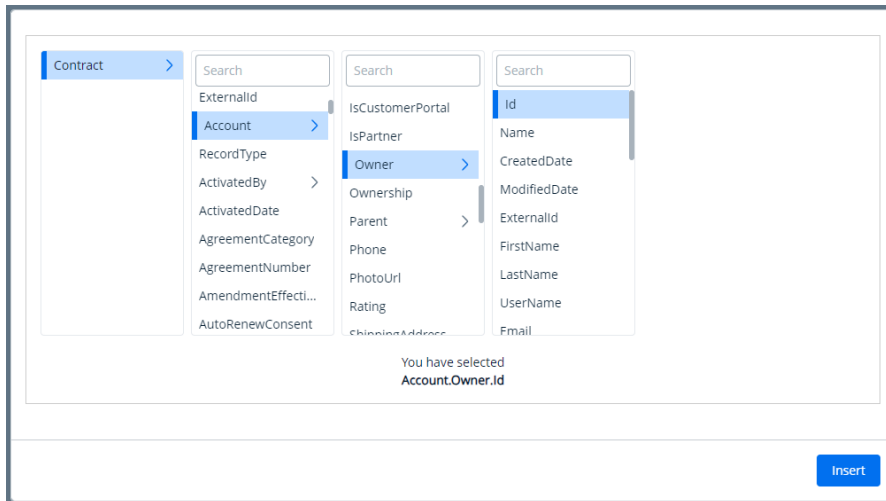 Contract
Search
ExternalId
Account
RecordType
ActivatedBy
ActivatedDate
AgreementCategory
AgreementNumber
AmendmentEffecti...
AutoRenewConsent
Search
IsCustomerPortal
IsPartner
Owner
Ownership
Parent
Phone
PhotoUrl
Rating
ShippingAddress
Search
Id
Name
CreatedDate
ModifiedDate
ExternalId
FirstName
LastName
UserName
Email
You have selected
Account.Owner.Id
Insert